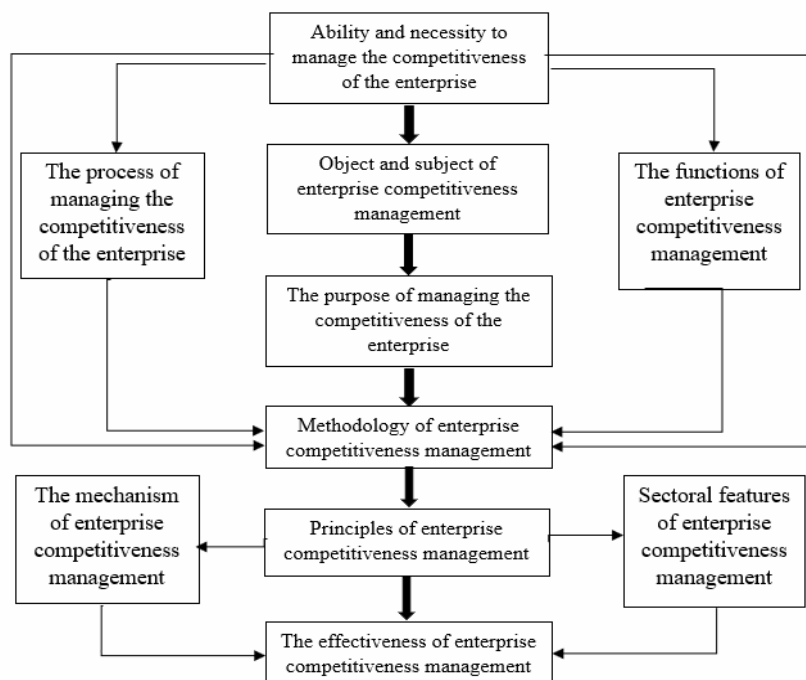 Ability and necessity to
manage the competitiveness
of the enterprise
The process of
managing the
competitiveness
of the enterprise
Object and subject of
enterprise competitiveness
management
The functions of
enterprise
competitiveness
management
The purpose of managing the
competitiveness of the
enterprise
Methodology of enterprise
competitiveness management
The mechanism
of enterprise
competitiveness
management
Principles of enterprise
competitiveness management
Sectoral features
of enterprise
competitiveness
management
The effectiveness of enterprise
competitiveness management